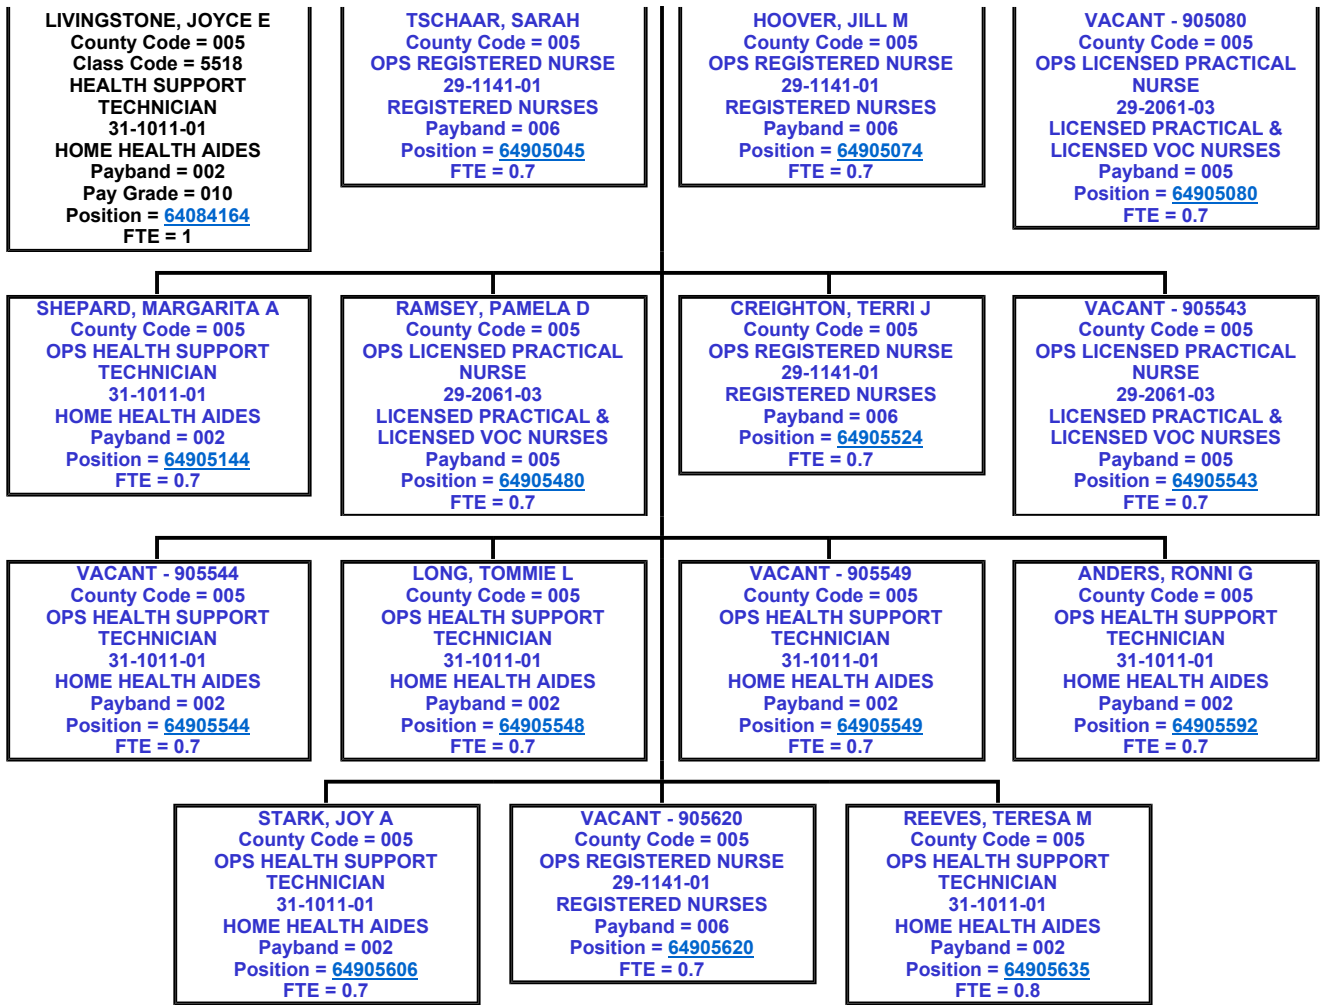 LIVINGSTONE, JOYCE E
County Code = 005
Class Code = 5518
HEALTH SUPPORT
TECHNICIAN
31-1011-01
HOME HEALTH AIDES
Payband = 002
Pay Grade = 010
Position = 64084164
FTE = 1
TSCHAAR, SARAH
County Code = 005
OPS REGISTERED NURSE
29-1141-01
REGISTERED NURSES
Payband = 006
Position = 64905045
FTE = 0.7
HOOVER, JILL M
County Code = 005
OPS REGISTERED NURSE
29-1141-01
REGISTERED NURSES
Payband = 006
Position = 64905074
FTE = 0.7
VACANT - 905080
County Code = 005
OPS LICENSED PRACTICAL
NURSE
29-2061-03
LICENSED PRACTICAL &
LICENSED VOC NURSES
Payband = 005
Position = 64905080
FTE = 0.7
SHEPARD, MARGARITA A
County Code = 005
OPS HEALTH SUPPORT
TECHNICIAN
31-1011-01
HOME HEALTH AIDES
Payband = 002
Position = 64905144
FTE = 0.7
RAMSEY, PAMELA D
County Code = 005
OPS LICENSED PRACTICAL
NURSE
29-2061-03
LICENSED PRACTICAL &
LICENSED VOC NURSES
Payband = 005
Position = 64905480
FTE = 0.7
CREIGHTON, TERRI J
County Code = 005
OPS REGISTERED NURSE
29-1141-01
REGISTERED NURSES
Payband = 006
Position = 64905524
FTE = 0.7
VACANT - 905543
County Code = 005
OPS LICENSED PRACTICAL
NURSE
29-2061-03
LICENSED PRACTICAL &
LICENSED VOC NURSES
Payband = 005
Position = 64905543
FTE = 0.7
VACANT - 905544
County Code = 005
OPS HEALTH SUPPORT
TECHNICIAN
31-1011-01
HOME HEALTH AIDES
Payband = 002
Position = 64905544
FTE = 0.7
LONG, TOMMIE L
County Code = 005
OPS HEALTH SUPPORT
TECHNICIAN
31-1011-01
HOME HEALTH AIDES
Payband = 002
Position = 64905548
FTE = 0.7
VACANT - 905549
County Code = 005
OPS HEALTH SUPPORT
TECHNICIAN
31-1011-01
HOME HEALTH AIDES
Payband = 002
Position = 64905549
FTE = 0.7
ANDERS, RONNI G
County Code = 005
OPS HEALTH SUPPORT
TECHNICIAN
31-1011-01
HOME HEALTH AIDES
Payband = 002
Position = 64905592
FTE = 0.7
STARK, JOY A
County Code = 005
OPS HEALTH SUPPORT
TECHNICIAN
31-1011-01
HOME HEALTH AIDES
Payband = 002
Position = 64905606
FTE = 0.7
VACANT - 905620
County Code = 005
OPS REGISTERED NURSE
29-1141-01
REGISTERED NURSES
Payband = 006
Position = 64905620
FTE = 0.7
REEVES, TERESA M
County Code = 005
OPS HEALTH SUPPORT
TECHNICIAN
31-1011-01
HOME HEALTH AIDES
Payband = 002
Position = 64905635
FTE = 0.8